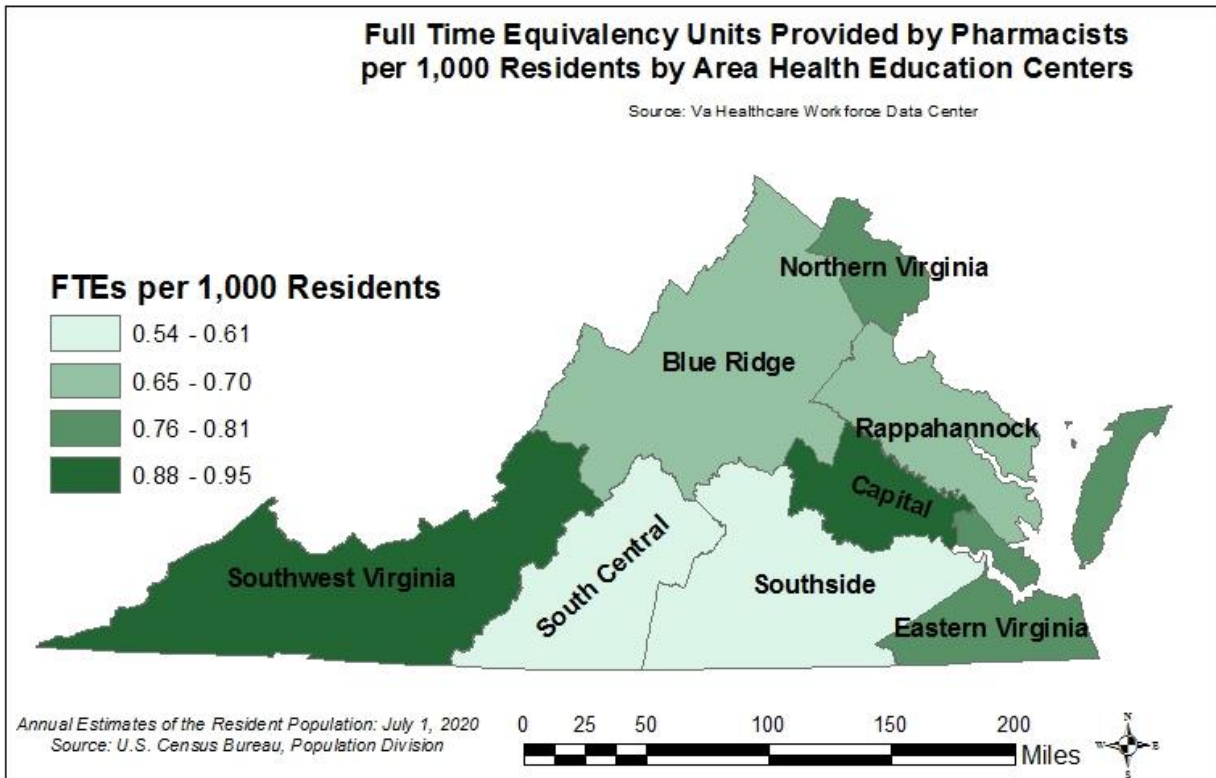 Full Time Equivalency Units Provided by Pharmacists
per 1,000 Residents by Area Health Education Centers
Source: Va Healthcare Workforce Data Center
Northern Virginia
FTEs per 1,000 Residents
0.54 - 0.61
0.65 - 0.70
0.76 - 0.81
0.88 - 0.95
Blue Ridge
Rappahannock
Capital
South Central
Southwest Virginia
Southside
Eastern Virginia
Annual Estimates of the Resident Population: July 1, 2020
Source: U.S. Census Bureau, Population Division
0 25 50 100 150 200
Miles
N
W E
S